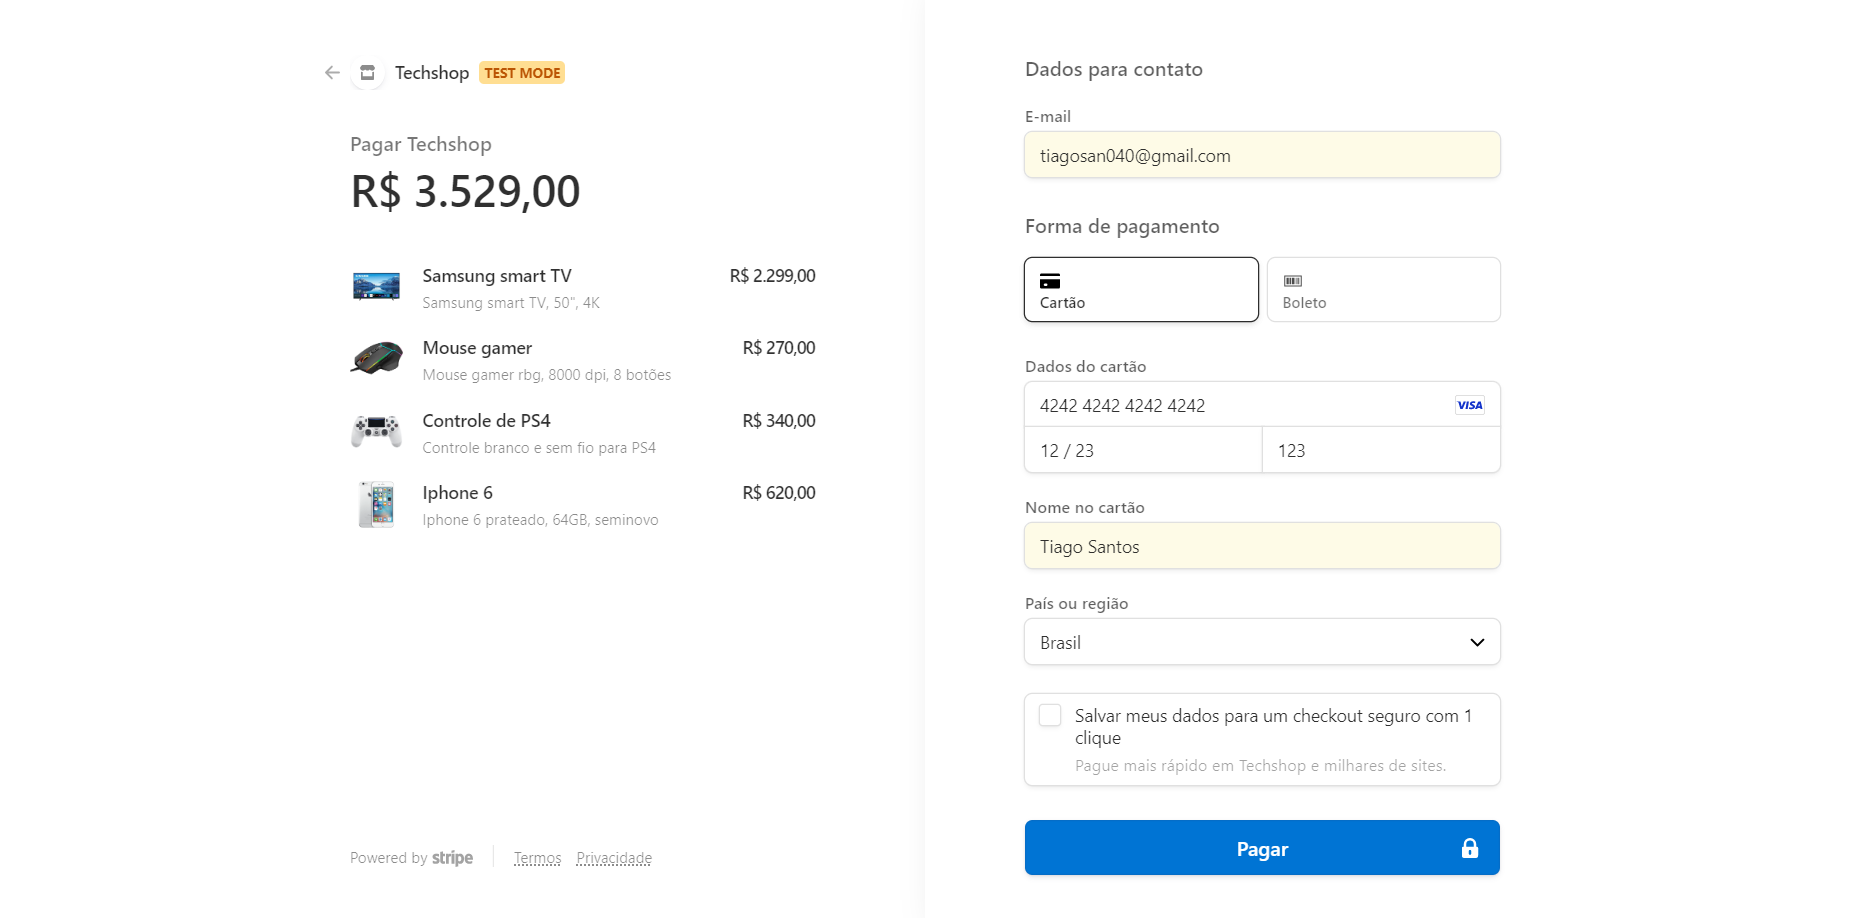 Techshop TEST MODE
Pagar Techshop
R$ 3.529,00
Samsung smart TV R$ 2.299,00
Samsung smart TV, 50", 4K
Mouse gamer R$ 270,00
Mouse gamer rbg, 8000 dpi, 8 botões
Controle de PS4 R$ 340,00
Controle branco e sem fio para PS4
Iphone 6 R$ 620,00
Iphone 6 prateado, 64GB, seminovo
Powered by stripe Termos Privacidade
Dados para contato
E-mail
tiagosan040@gmail.com
Forma de pagamento
Cartão Boleto
Dados do cartão
4242 4242 4242 4242 VISA
12 / 23 123
Nome no cartão
Tiago Santos
País ou região
Brasil
Salvar meus dados para um checkout seguro com 1
clique
Pague mais rápido em Techshop e milhares de sites.
Pagar